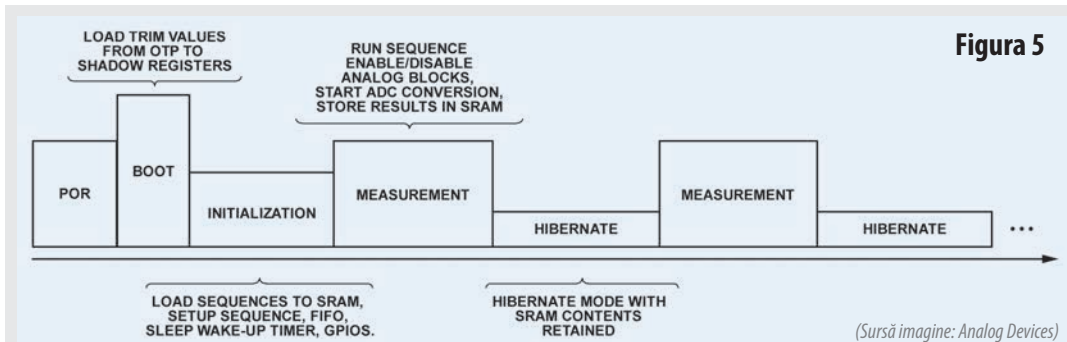 Figura 5
LOAD TRIM VALUES
FROM OTP TO
SHADOW REGISTERS
RUN SEQUENCE
ENABLE/DISABLE
ANALOG BLOCKS,
START ADC CONVERSION,
STORE RESULTS IN SRAM
POR
BOOT
INITIALIZATION
MEASUREMENT
HIBERNATE
MEASUREMENT
HIBERNATE
...
LOAD SEQUENCES TO SRAM,
SETUP SEQUENCE, FIFO,
SLEEP WAKE-UP TIMER, GPIOS.
HIBERNATE MODE WITH
SRAM CONTENTS
RETAINED
(Sursă imagine: Analog Devices)